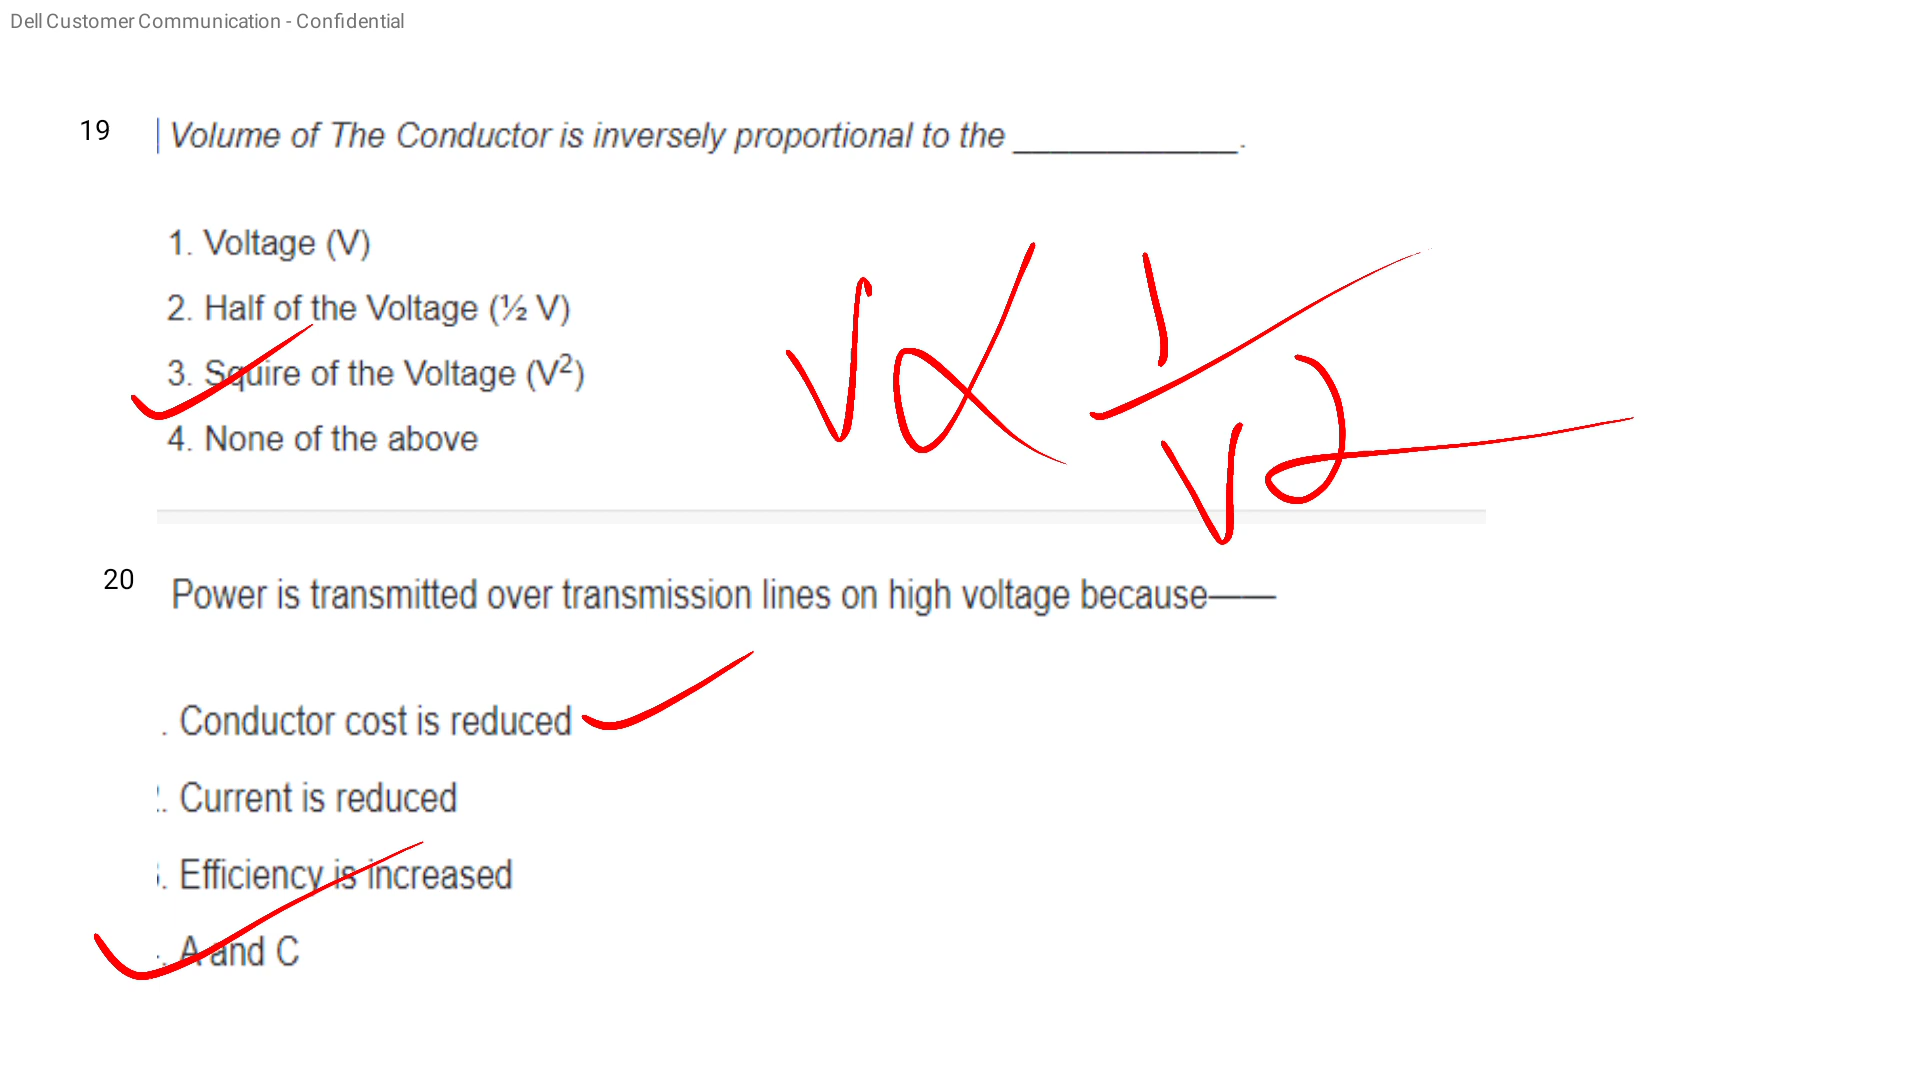 Dell Customer Communication - Confidential
19 Volume of The Conductor is inversely proportional to the ____________.
1. Voltage (V)
2. Half of the Voltage (½ V)
3. Squire of the Voltage (V²)
4. None of the above
V ∝ 1/V2
20 Power is transmitted over transmission lines on high voltage because——
. Conductor cost is reduced
. Current is reduced
. Efficiency is increased
. A and C